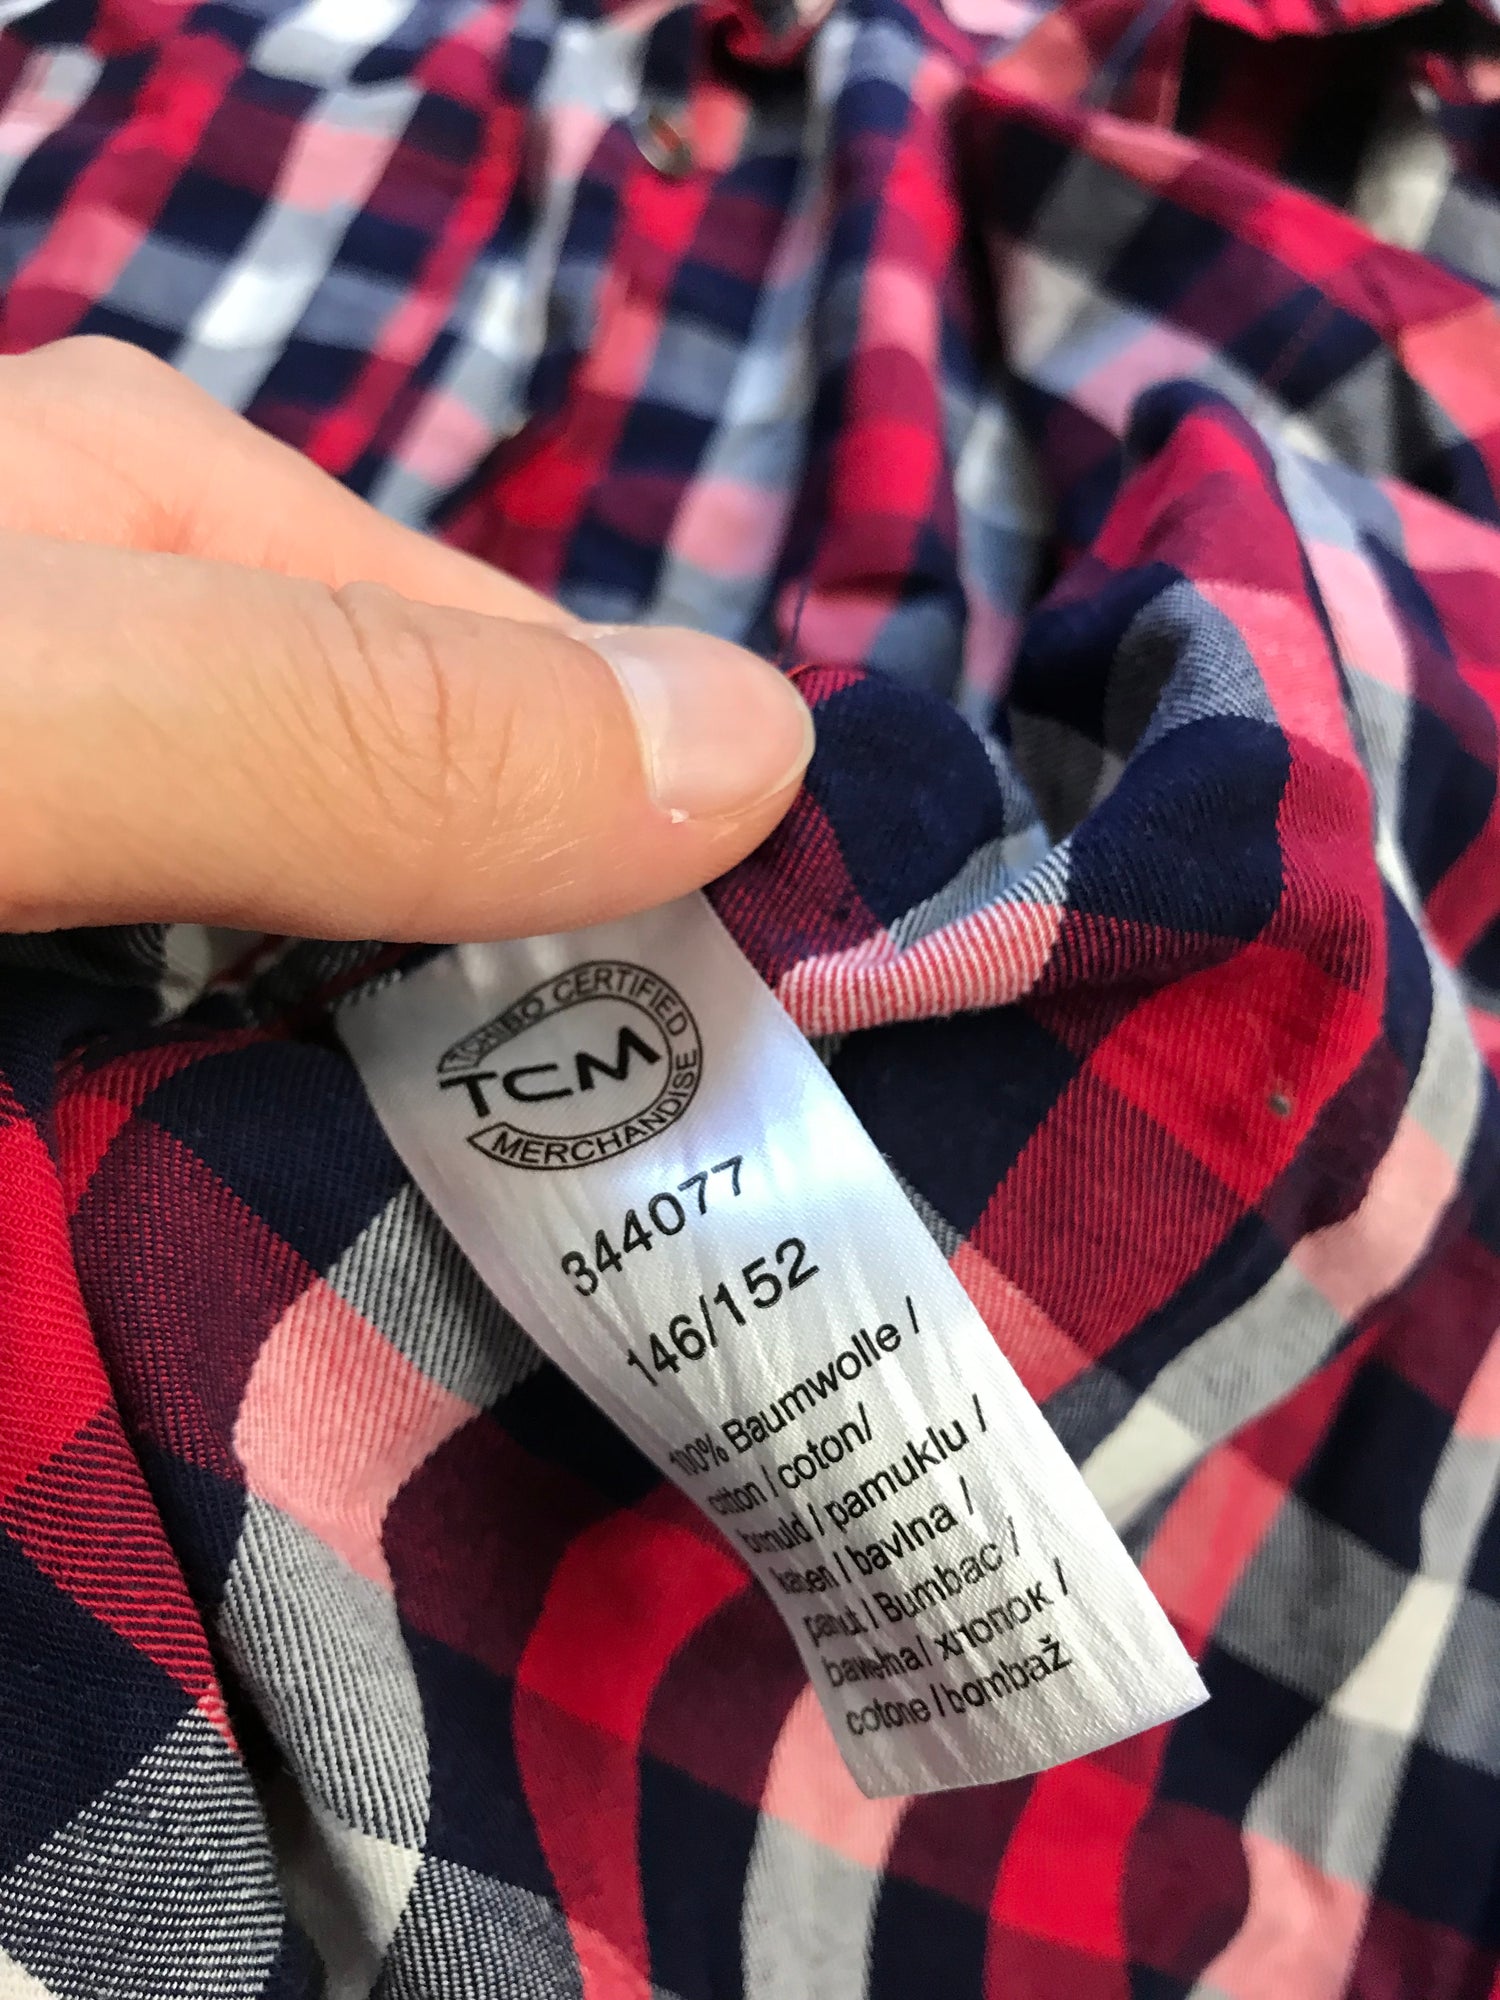 TCHIBO CERTIFIED
TCM
MERCHANDISE
344077
146/152
100% Baumwolle /
cotton / coton/
bomuld / pamuklu /
katoen / bavlna /
pamut / Bumbac /
bawełna / хлопок /
cotone / bombaž